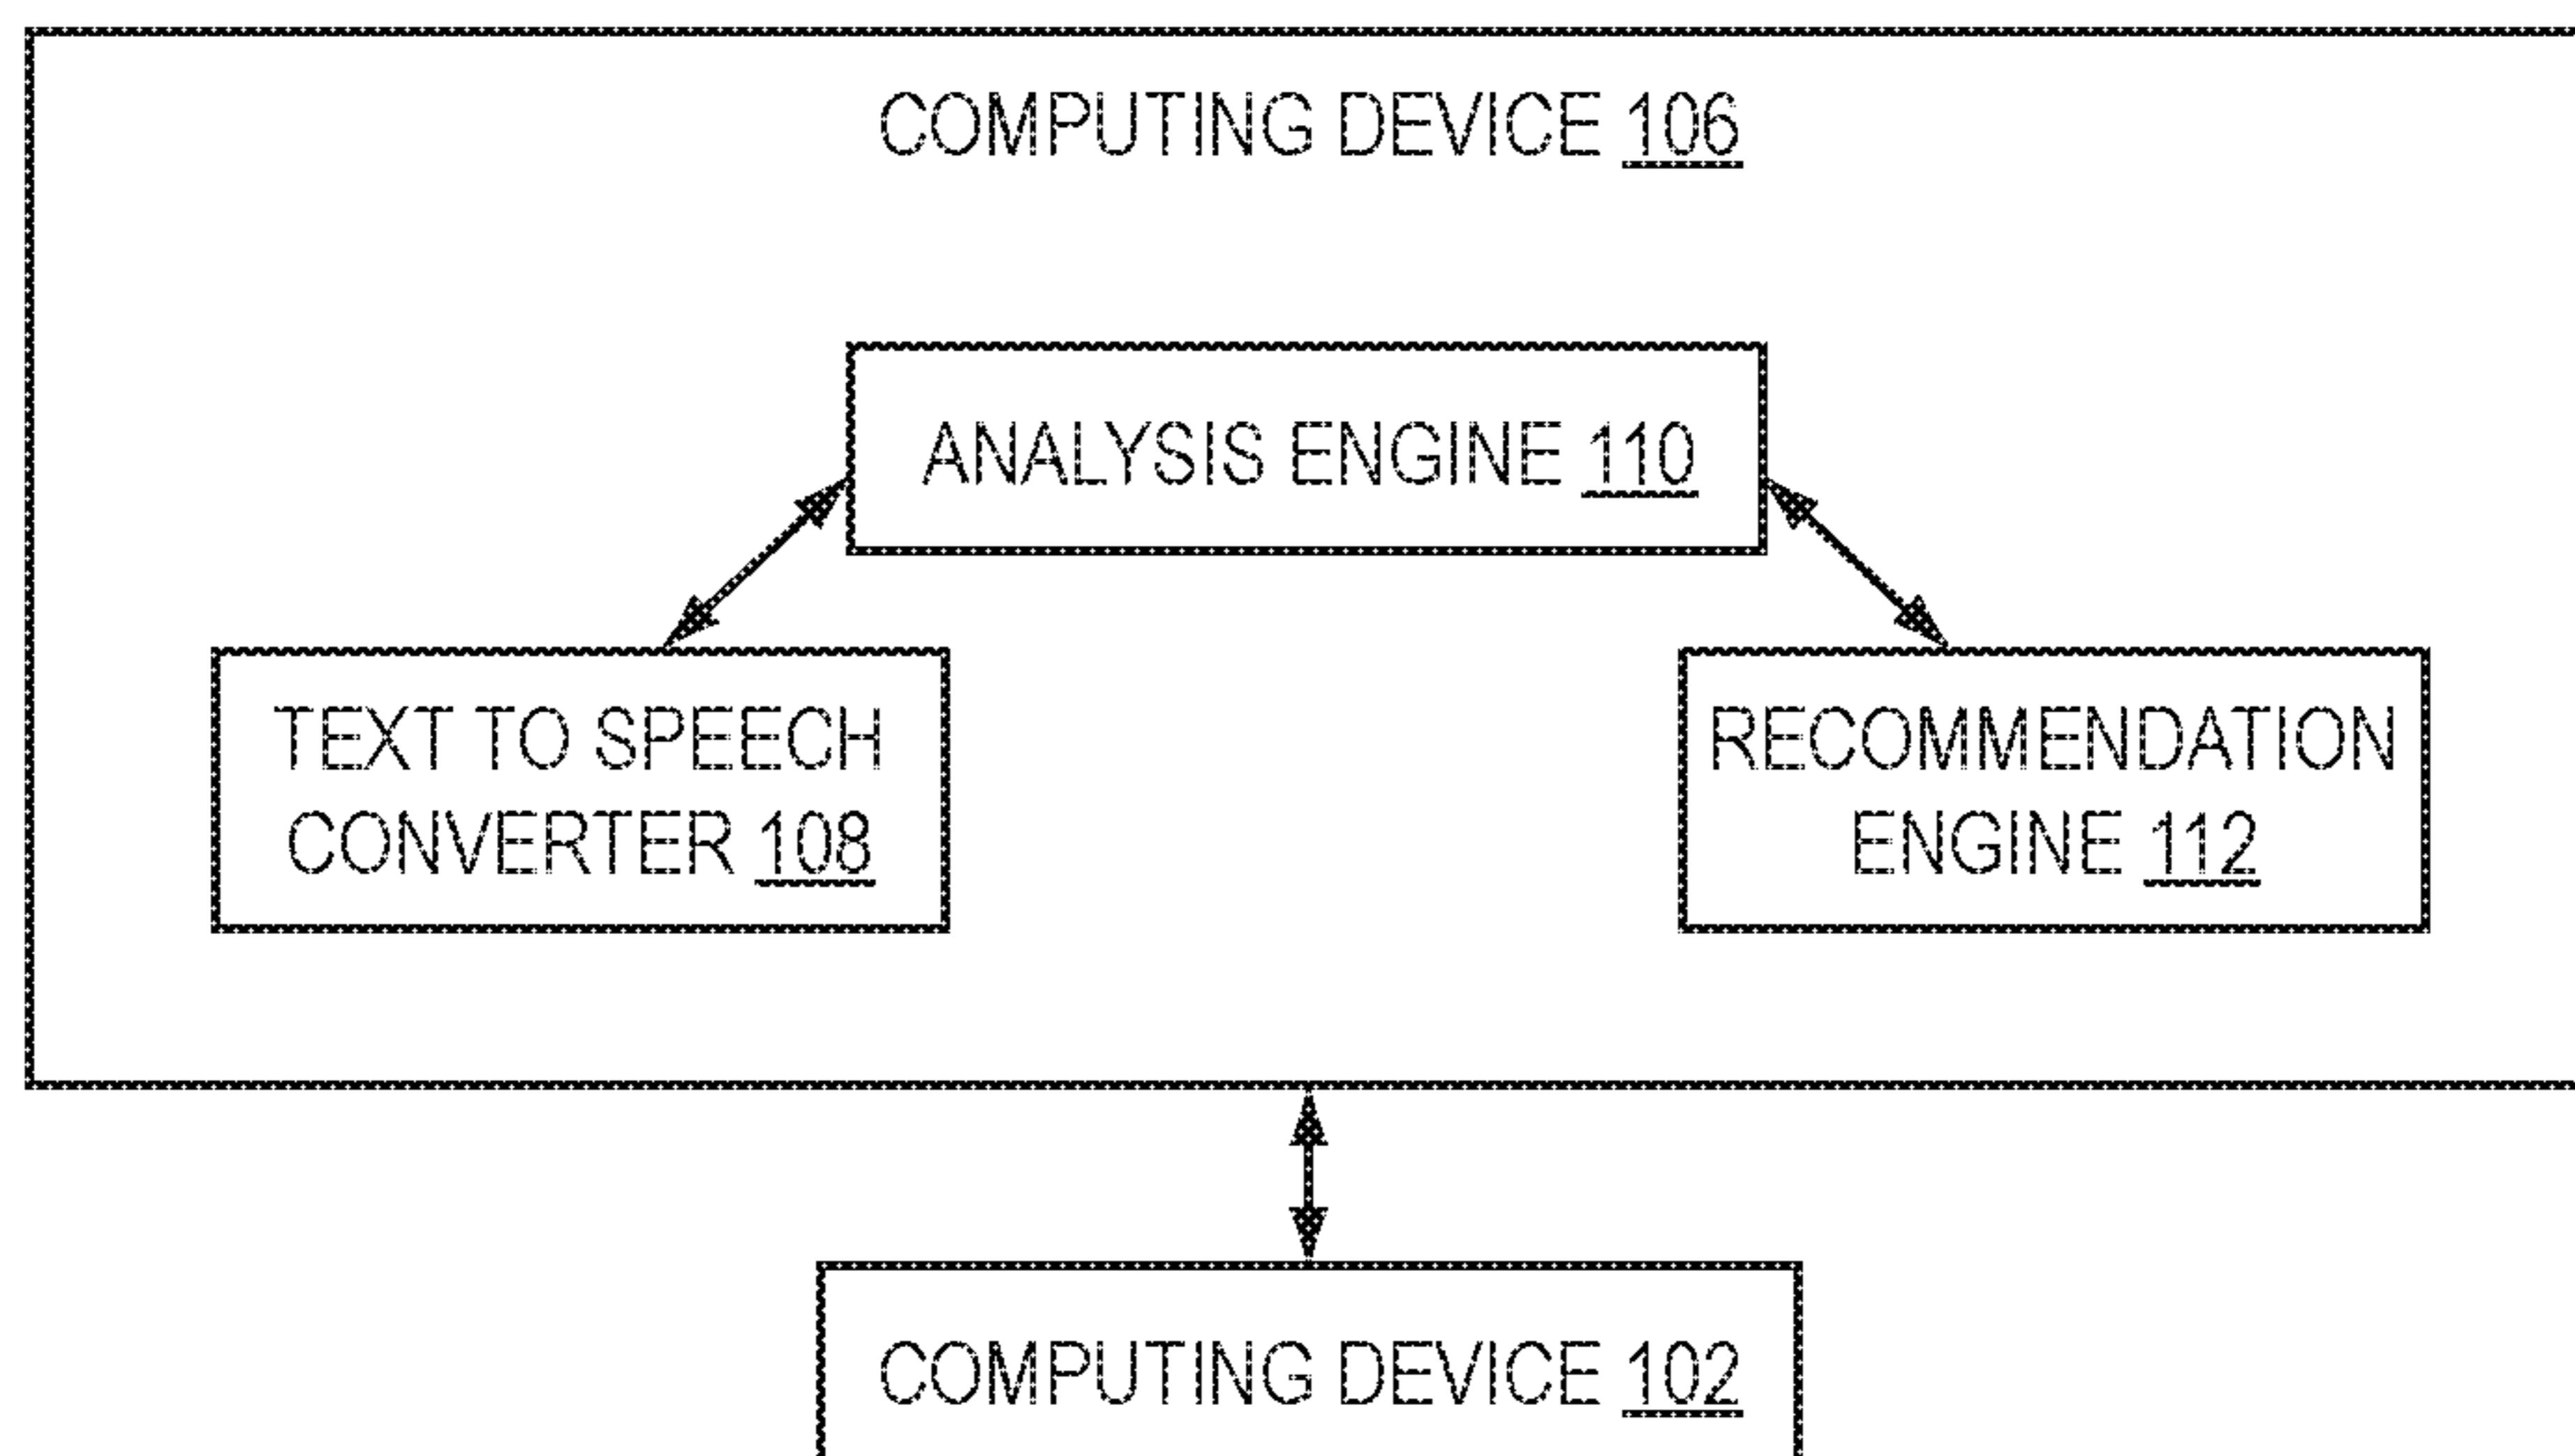 COMPUTING DEVICE 106
ANALYSIS ENGINE 110
TEXT TO SPEECH
CONVERTER 108
RECOMMENDATION
ENGINE 112
COMPUTING DEVICE 102